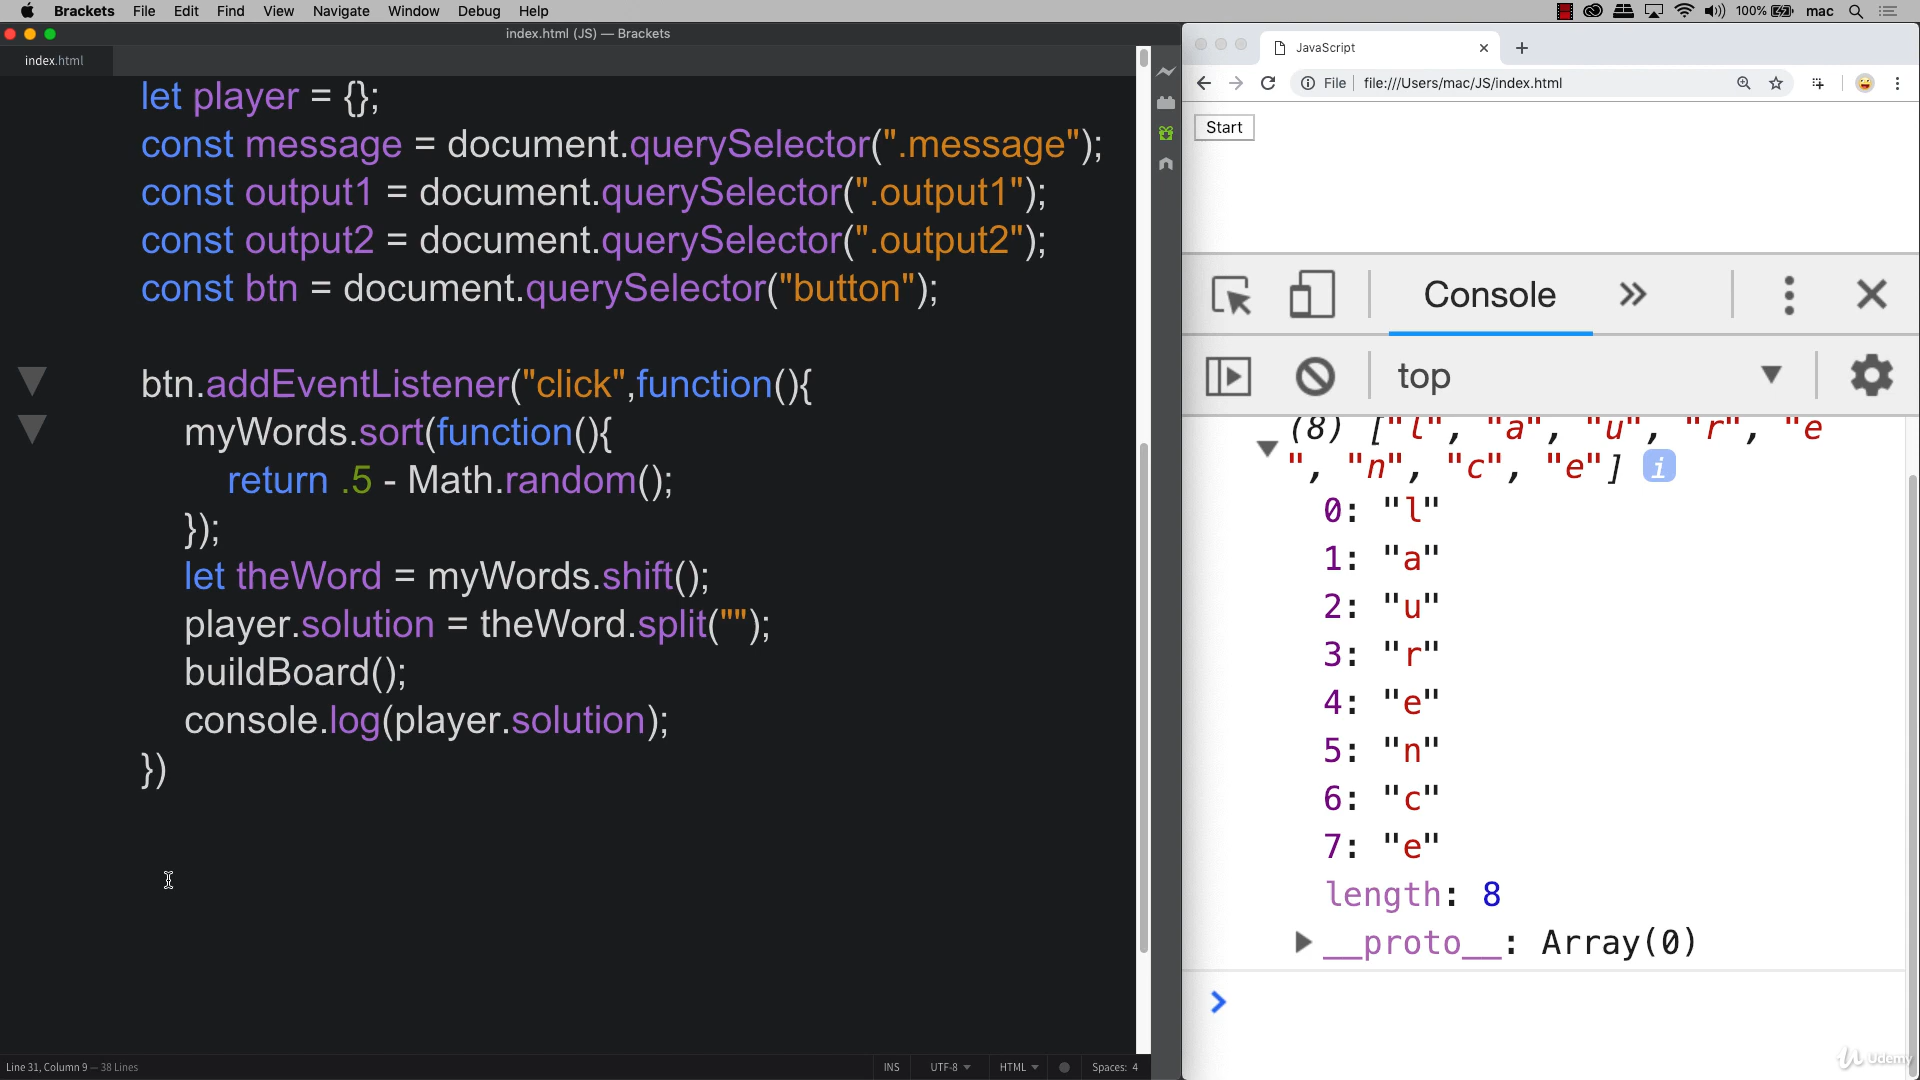 Brackets File Edit Find View Navigate Window Debug Help
100% mac
index.html (JS) — Brackets
index.html
let player = {};
const message = document.querySelector(".message");
const output1 = document.querySelector(".output1");
const output2 = document.querySelector(".output2");
const btn = document.querySelector("button");
btn.addEventListener("click",function(){
myWords.sort(function(){
return .5 - Math.random();
});
let theWord = myWords.shift();
player.solution = theWord.split("");
buildBoard();
console.log(player.solution);
})
Line 31, Column 9 — 38 Lines
INS UTF-8 HTML Spaces: 4
JavaScript
File file:///Users/mac/JS/index.html
Start
Console
top
(8) ["l", "a", "u", "r", "e
", "n", "c", "e"] i
0: "l"
1: "a"
2: "u"
3: "r"
4: "e"
5: "n"
6: "c"
7: "e"
length: 8
__proto__: Array(0)
Udemy